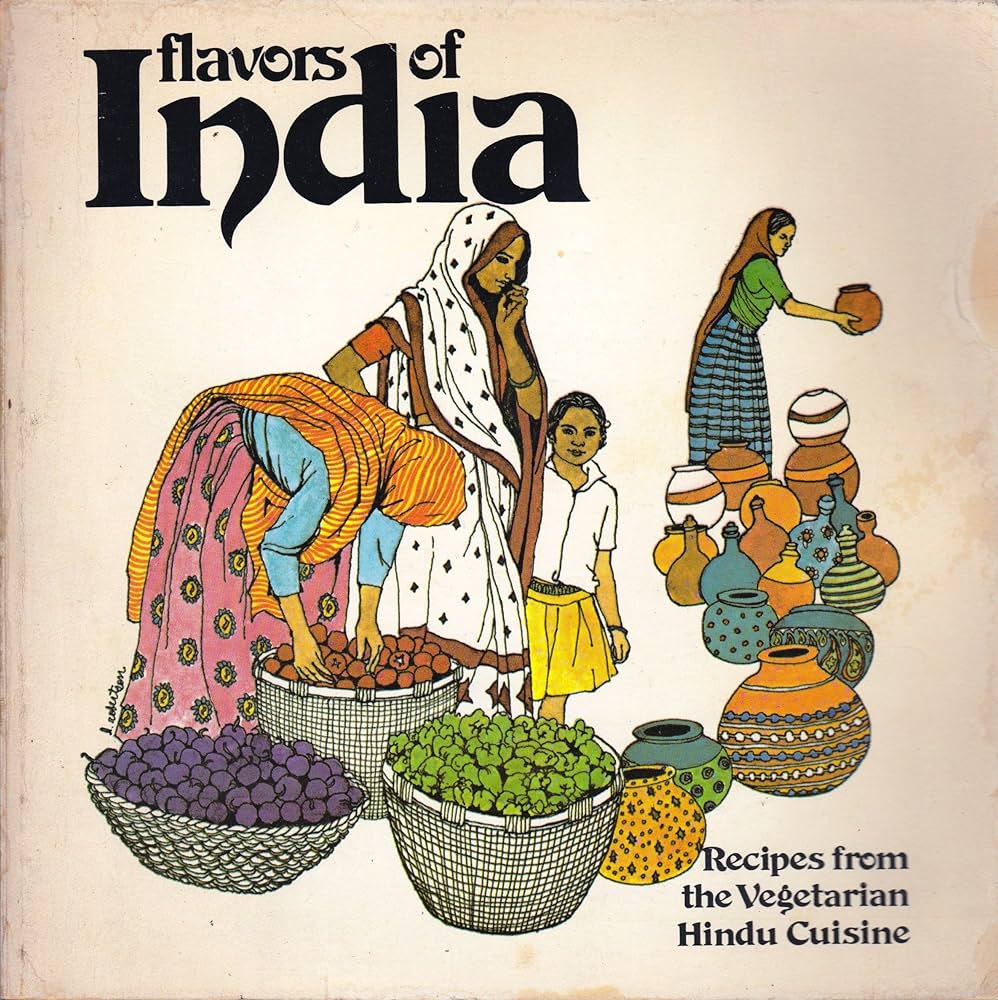 flavors of
India
Recipes from
the Vegetarian
Hindu Cuisine